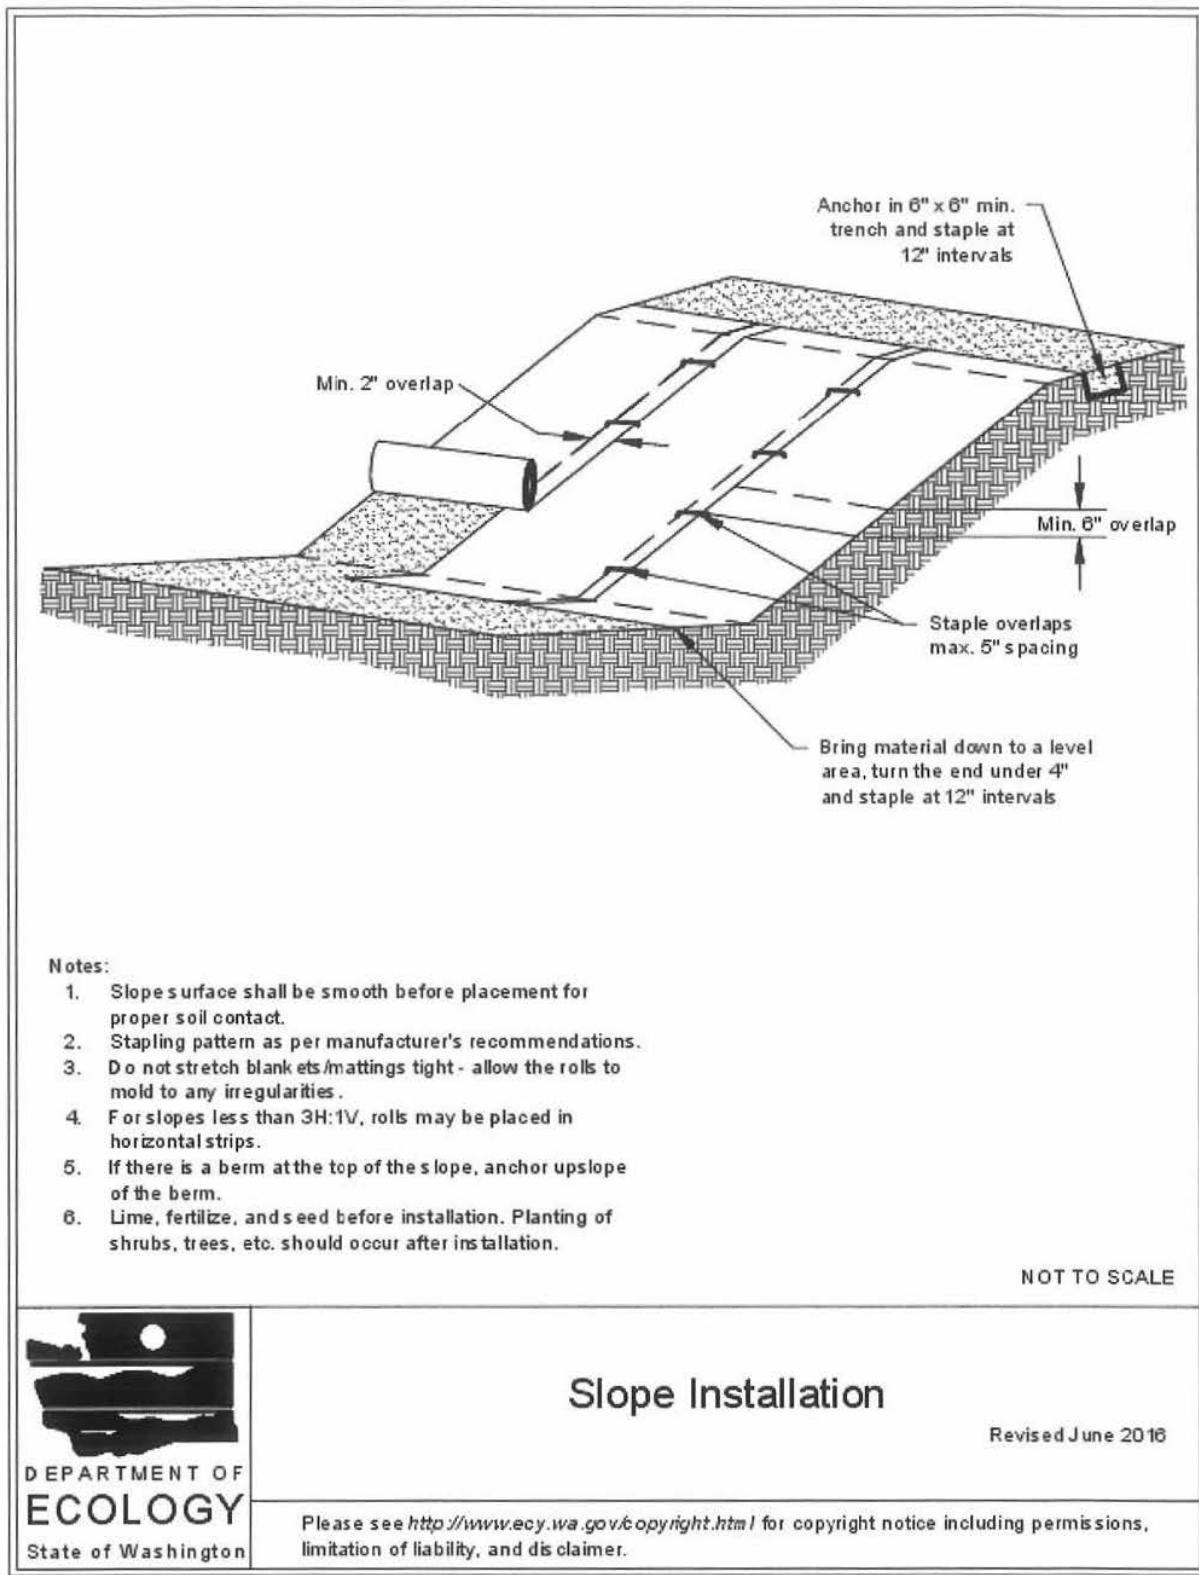 Anchor in 6" x 6" min.
trench and staple at
12" intervals
Min. 2" overlap
Min. 6" overlap
Staple overlaps
max. 5" spacing
Bring material down to a level
area, turn the end under 4"
and staple at 12" intervals
Notes:
1. Slope surface shall be smooth before placement for
proper soil contact.
2. Stapling pattern as per manufacturer's recommendations.
3. Do not stretch blankets/mattings tight - allow the rolls to
mold to any irregularities.
4. For slopes less than 3H:1V, rolls may be placed in
horizontal strips.
5. If there is a berm at the top of the slope, anchor upslope
of the berm.
6. Lime, fertilize, and seed before installation. Planting of
shrubs, trees, etc. should occur after installation.
NOT TO SCALE
DEPARTMENT OF
ECOLOGY
State of Washington
Slope Installation
Revised June 2016
Please see http://www.ecy.wa.gov/copyright.html for copyright notice including permissions,
limitation of liability, and disclaimer.